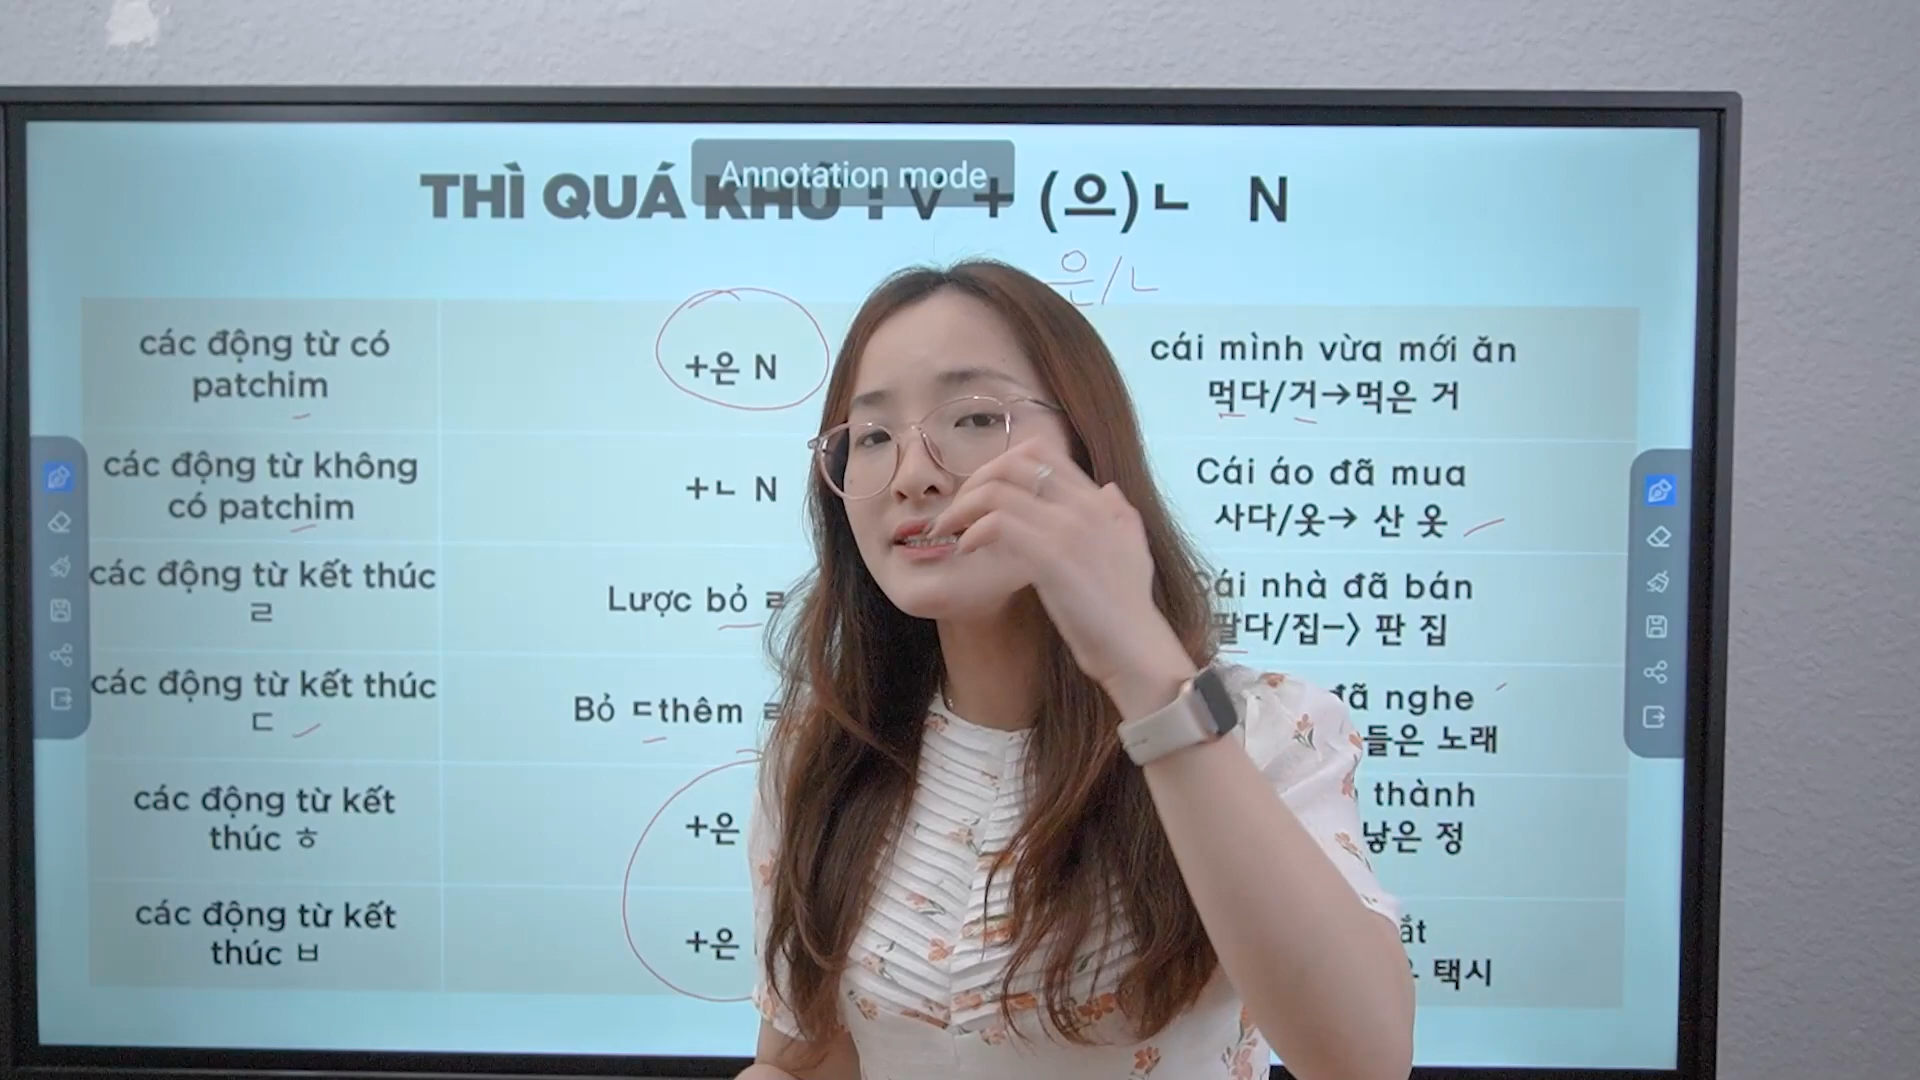 Annotation mode
THÌ QUÁ KHỨ : V + (으)ㄴ N
은/ㄴ
các động từ có
patchim
+은 N
cái mình vừa mới ăn
먹다/거→먹은 거
các động từ không
có patchim
+ㄴ N
Cái áo đã mua
사다/옷→ 산 옷
các động từ kết thúc
ㄹ
Lược bỏ ㄹ
Cái nhà đã bán
팔다/집–> 판 집
các động từ kết thúc
ㄷ
Bỏ ㄷthêm ㄹ
đã nghe
들은 노래
các động từ kết
thúc ㅎ
+은
thành
낳은 정
các động từ kết
thúc ㅂ
+은
택시